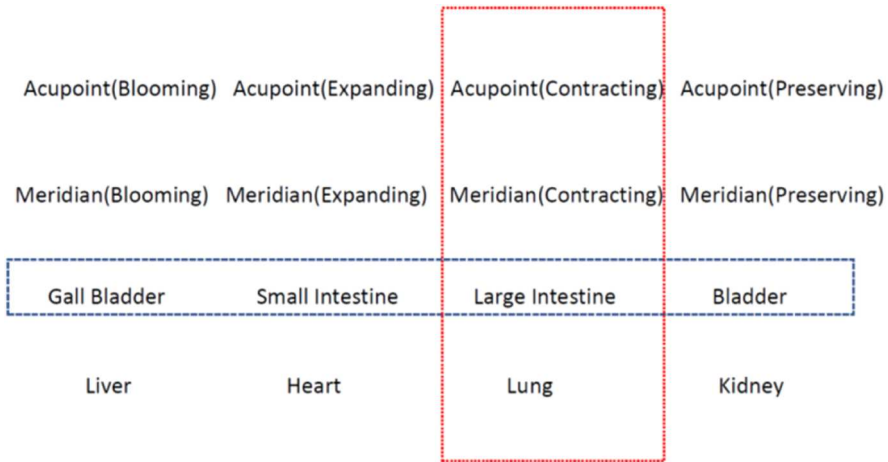 Acupoint(Blooming) Acupoint(Expanding) Acupoint(Contracting) Acupoint(Preserving)
Meridian(Blooming) Meridian(Expanding) Meridian(Contracting) Meridian(Preserving)
Gall Bladder Small Intestine Large Intestine Bladder
Liver Heart Lung Kidney